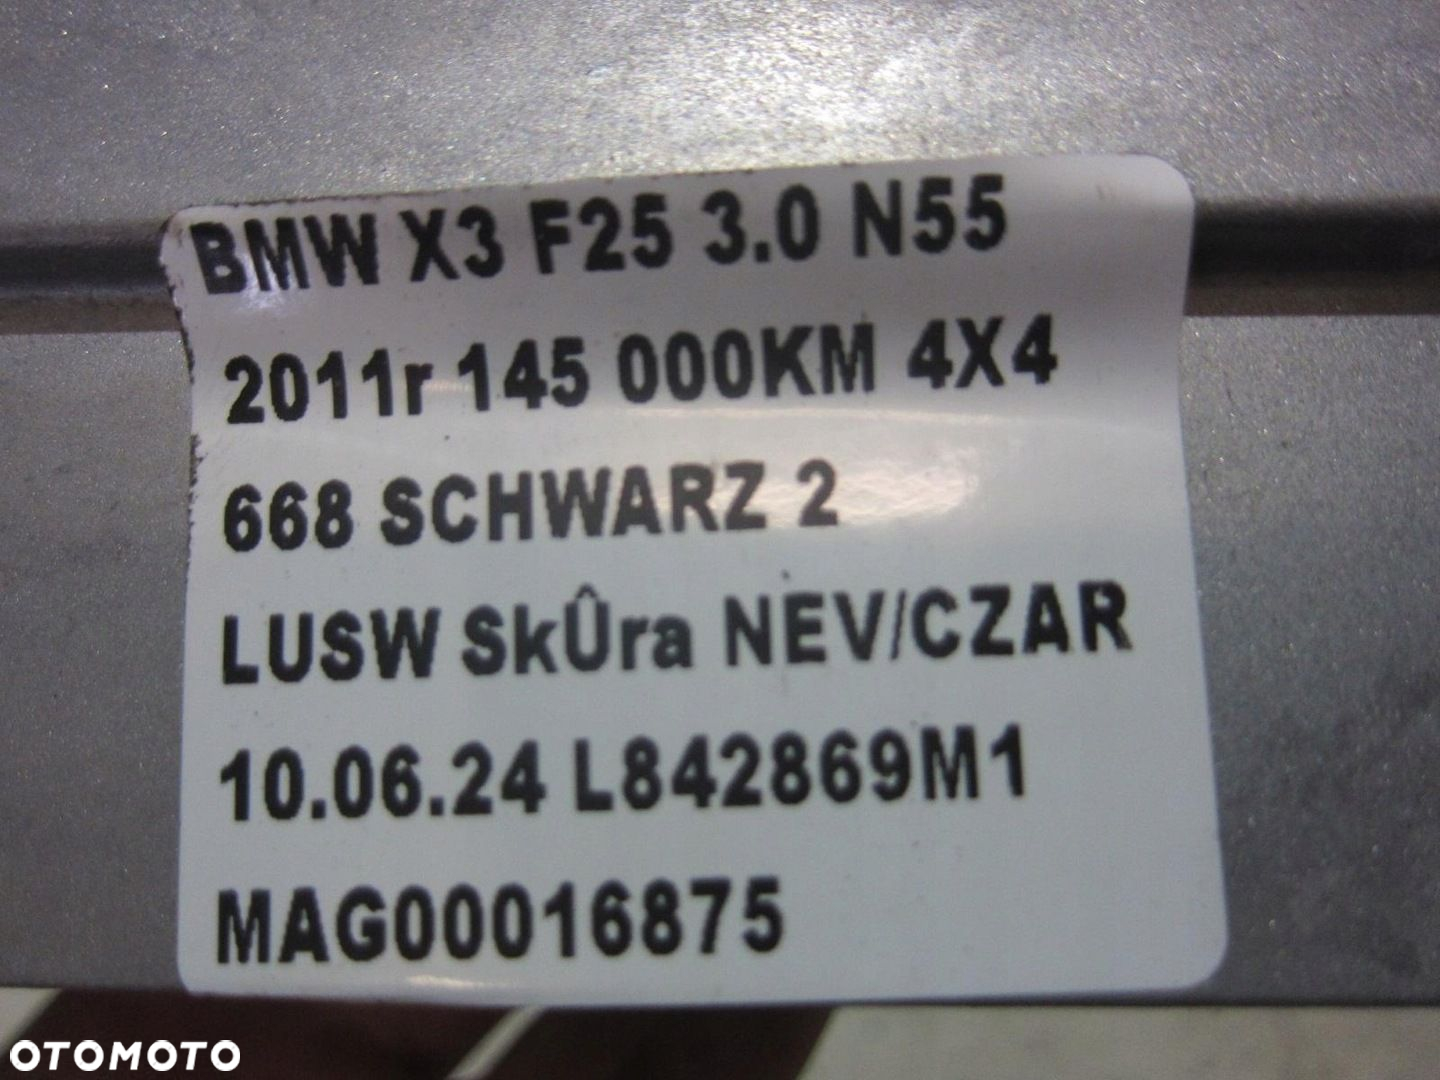 BMW X3 F25 3.0 N55
2011r 145 000KM 4X4
668 SCHWARZ 2
LUSW SkÛra NEV/CZAR
10.06.24 L842869M1
MAG00016875
OTOMOTO